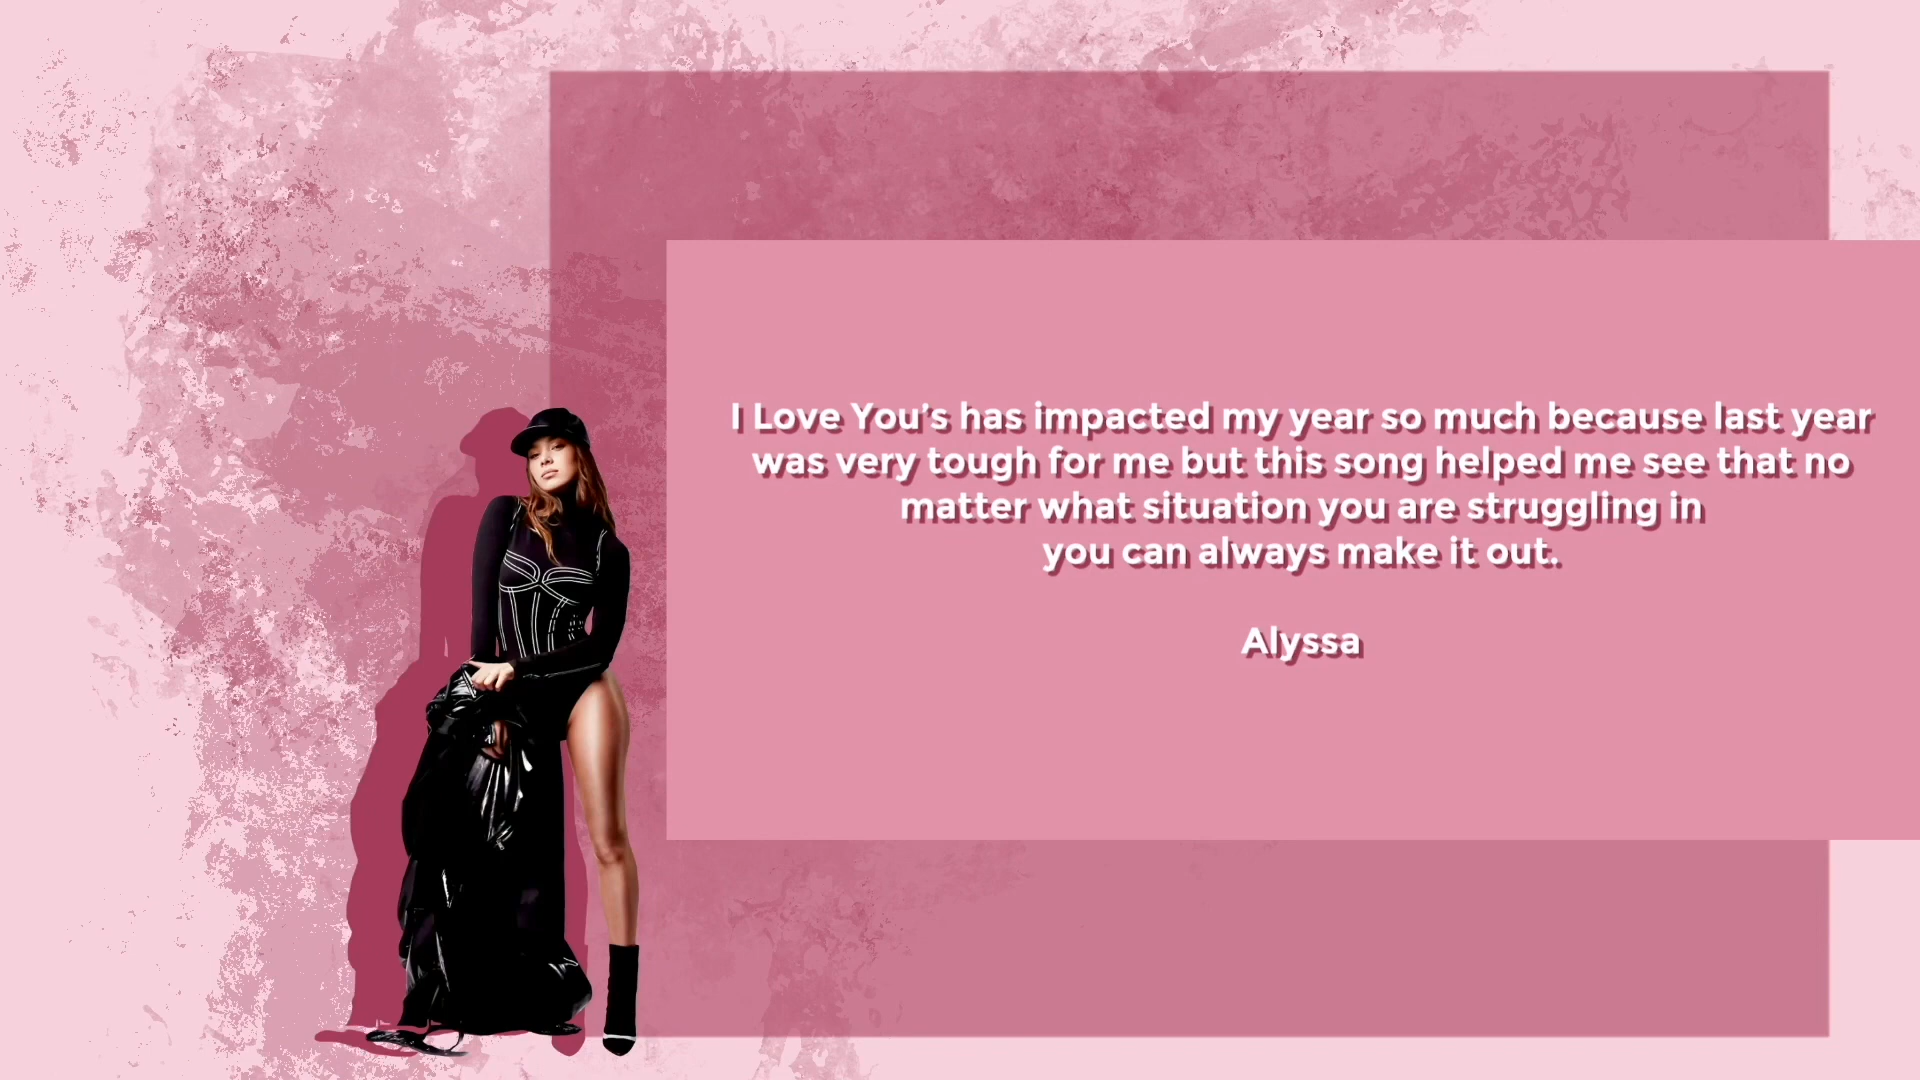 I Love You’s has impacted my year so much because last year
was very tough for me but this song helped me see that no
matter what situation you are struggling in
you can always make it out.
Alyssa